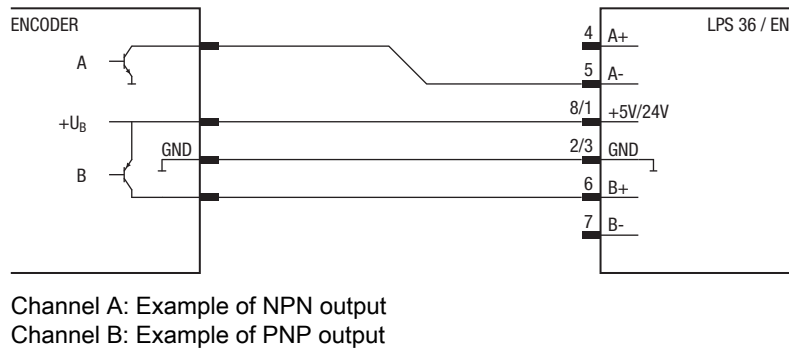 ENCODER
LPS 36 / EN
4 A+
A
5 A-
8/1 +5V/24V
+UB
GND
2/3 GND
B
6 B+
7 B-
Channel A: Example of NPN output
Channel B: Example of PNP output